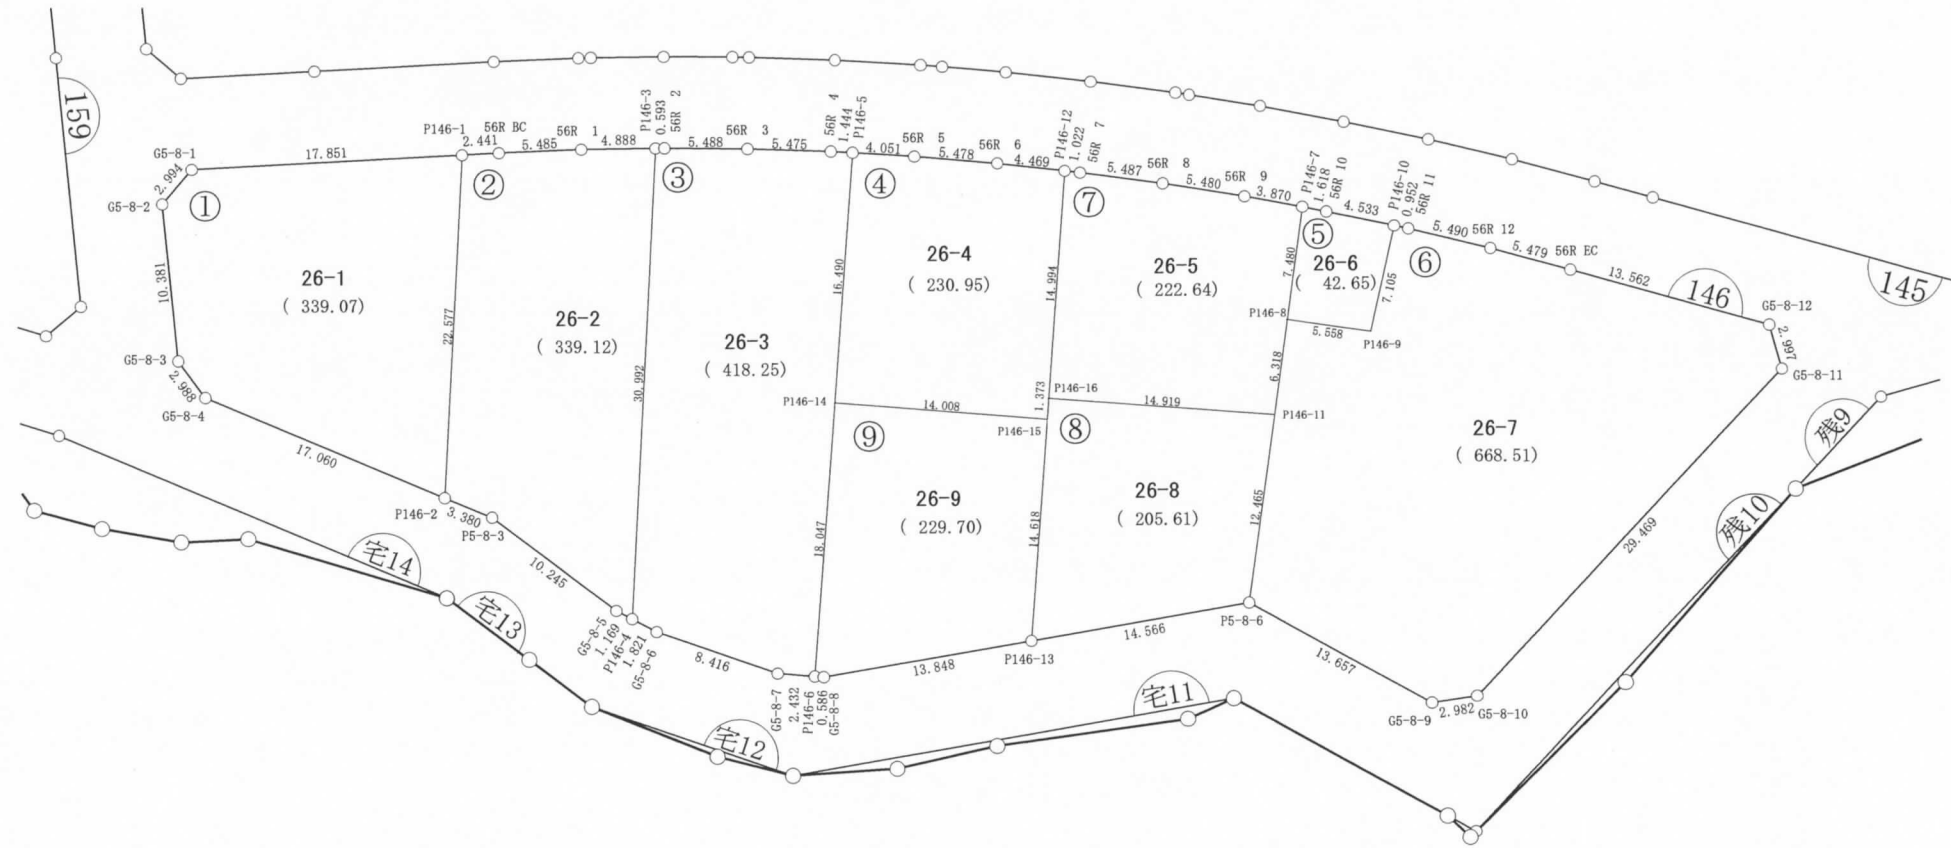 159
145
146
残9
残10
宅14
宅13
宅12
宅11
G5-8-1
17.851
P146-1
2.441
56R BC
5.485
56R 1
4.888
P146-3
0.593
56R 2
5.488
56R 3
5.475
56R 4
1.444
P146-5
4.051
56R 5
5.478
56R 6
4.469
P146-12
1.022
56R 7
5.487
56R 8
5.480
56R 9
3.870
P146-7
1.618
56R 10
4.533
P146-10
0.952
56R 11
5.490
56R 12
5.479
56R EC
13.562
G5-8-12
2.997
G5-8-11
2.994
G5-8-2
①
②
③
④
⑦
⑤
⑥
10.381
26-1
( 339.07)
22.577
26-2
( 339.12)
30.992
26-3
( 418.25)
16.490
26-4
( 230.95)
14.994
26-5
( 222.64)
7.480
26-6
( 42.65)
7.105
P146-8
5.558
P146-9
6.318
G5-8-3
2.988
G5-8-4
17.060
P146-14
14.008
1.373
P146-16
P146-15
14.919
P146-11
⑨
⑧
26-7
( 668.51)
26-9
( 229.70)
26-8
( 205.61)
18.047
14.618
12.465
29.469
P146-2
3.380
P5-8-3
10.245
G5-8-5
1.169
P146-4
1.821
G5-8-6
8.416
G5-8-7
2.432
P146-6
0.586
G5-8-8
13.848
P146-13
14.566
P5-8-6
13.657
G5-8-9
2.982
G5-8-10